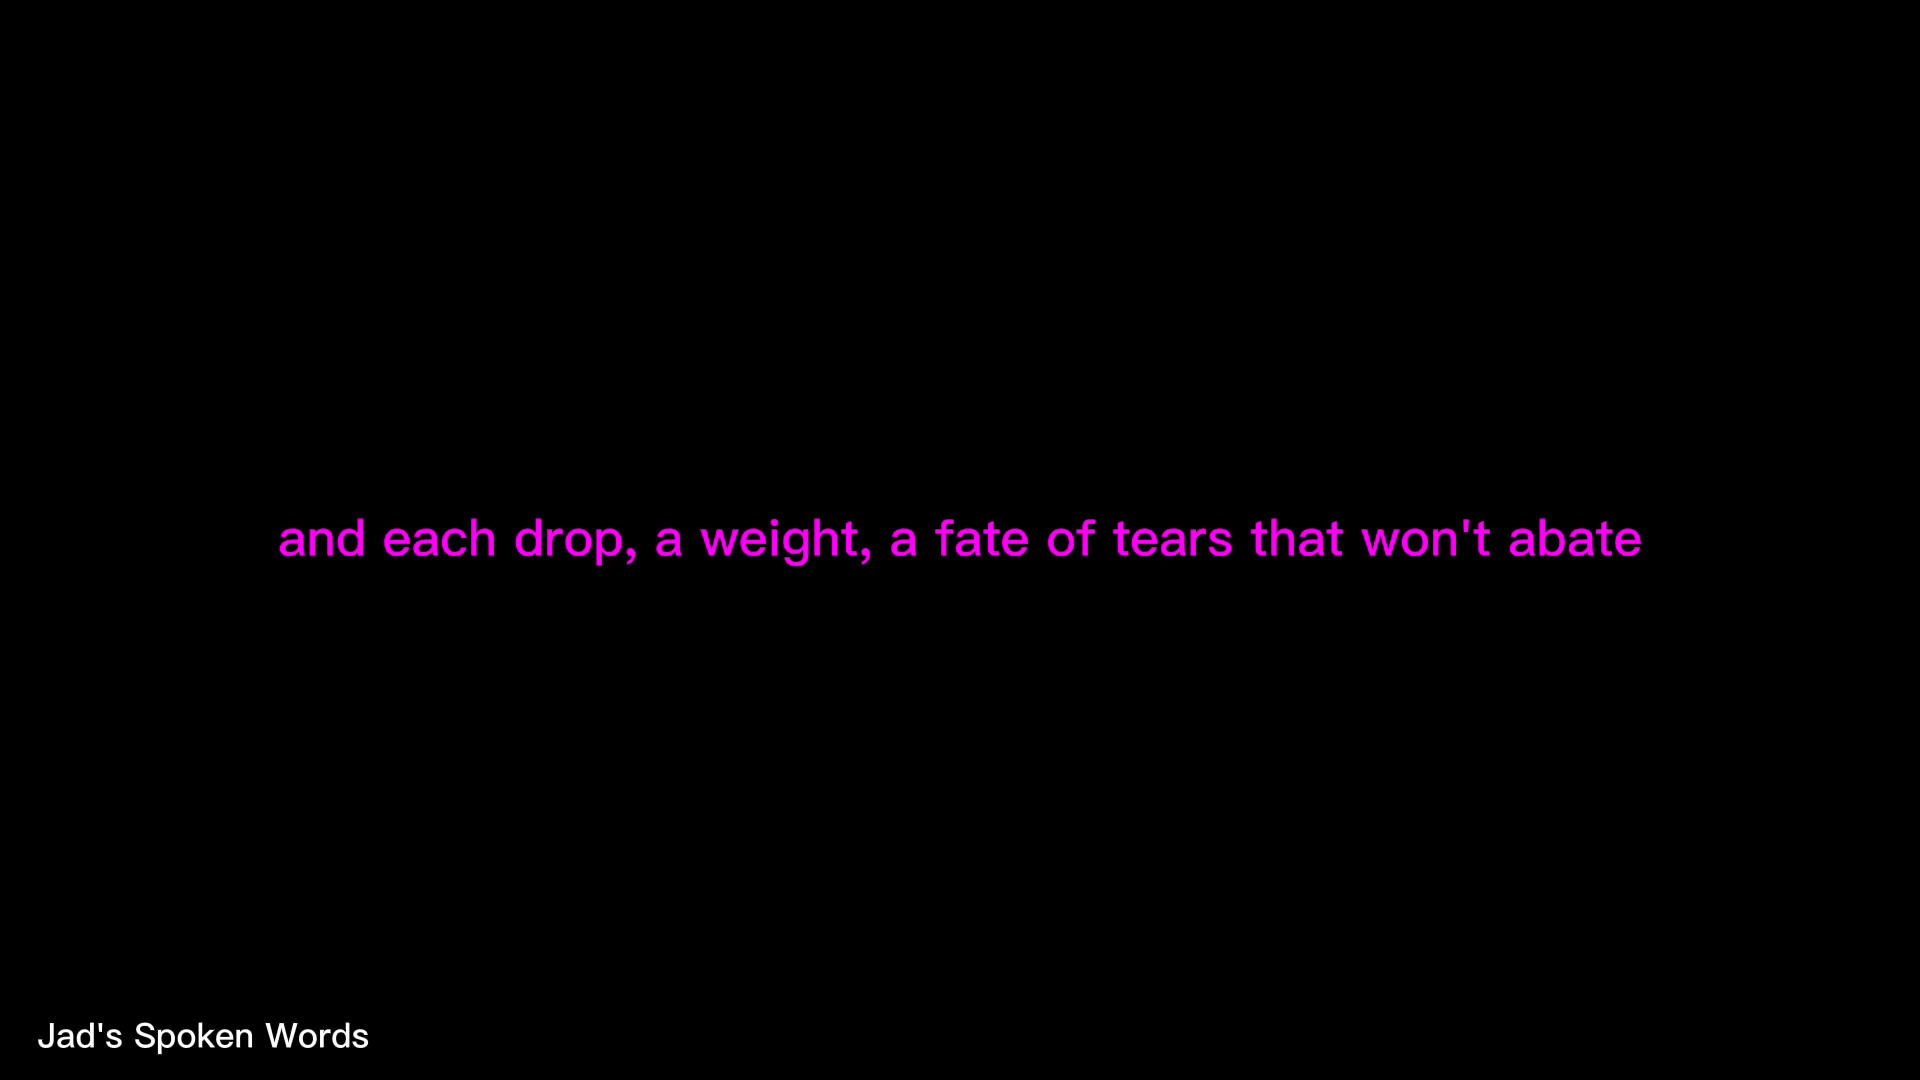 and each drop, a weight, a fate of tears that won't abate
Jad's Spoken Words